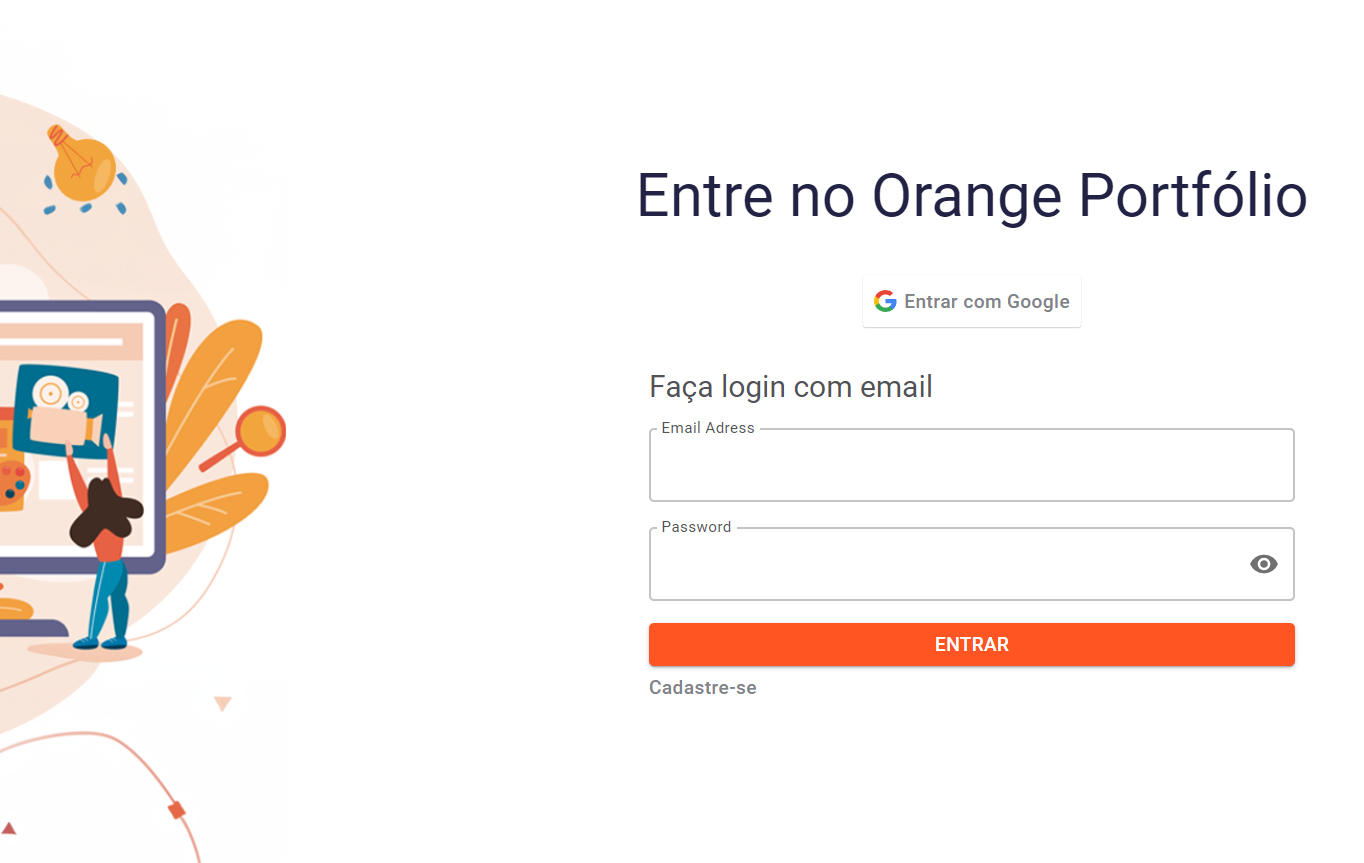 Entre no Orange Portfólio
Entrar com Google
Faça login com email
Email Adress
Password
ENTRAR
Cadastre-se